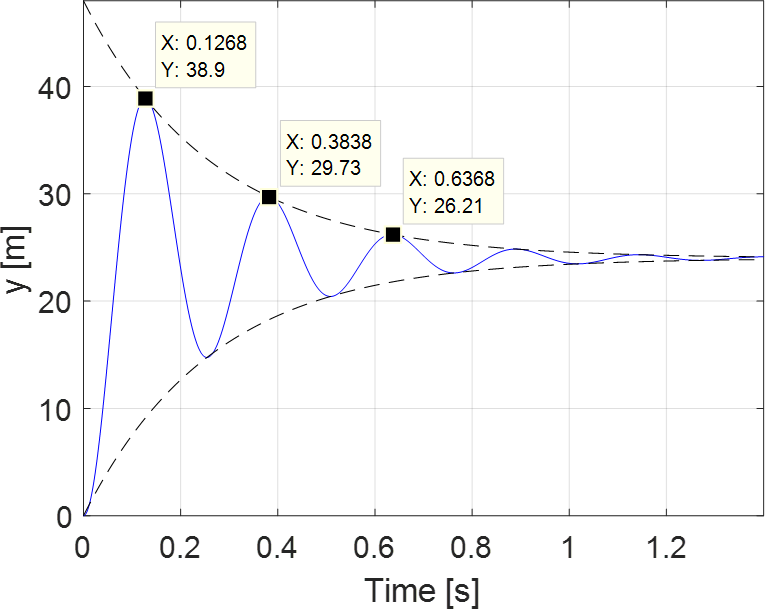 X: 0.1268
Y: 38.9
X: 0.3838
Y: 29.73
X: 0.6368
Y: 26.21
40
30
20
10
0
y [m]
0 0.2 0.4 0.6 0.8 1 1.2
Time [s]